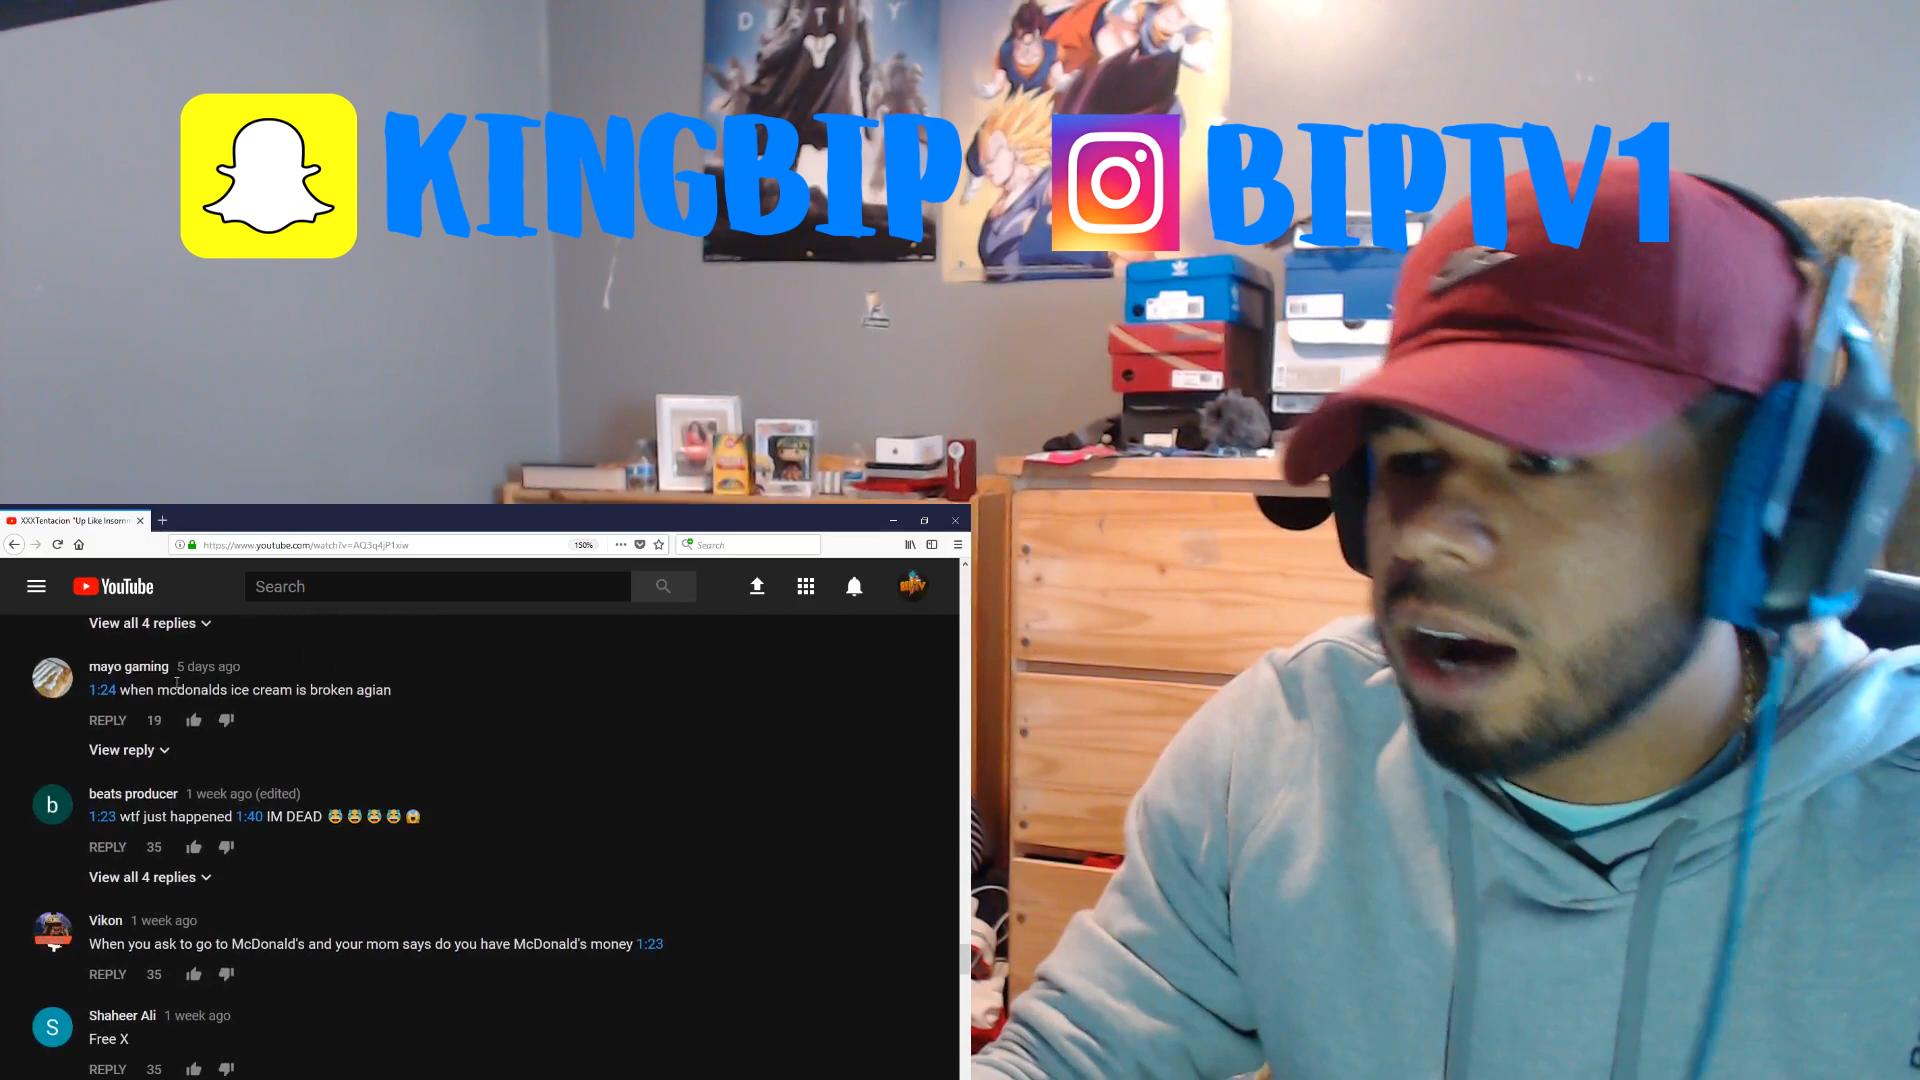 DESTINY
KINGBIP
BIPTV1
XXXTentacion "Up Like Insomn
https://www.youtube.com/watch?v=AQ3q4jP1xiw
150%
Search
YouTube
Search
View all 4 replies
mayo gaming 5 days ago
1:24 when mcdonalds ice cream is broken agian
REPLY 19
View reply
b
beats producer 1 week ago (edited)
1:23 wtf just happened 1:40 IM DEAD 😂😂😂😂😱
REPLY 35
View all 4 replies
Vikon 1 week ago
When you ask to go to McDonald's and your mom says do you have McDonald's money 1:23
REPLY 35
S
Shaheer Ali 1 week ago
Free X
REPLY 35